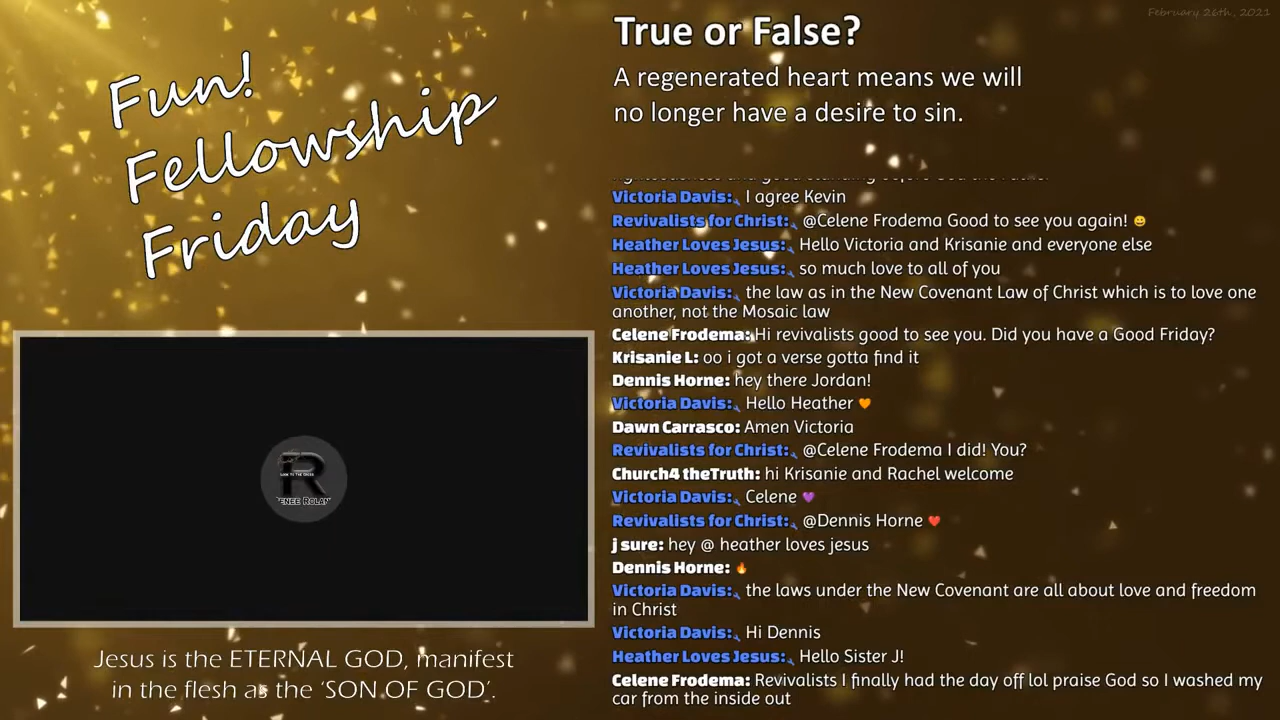 February 26th, 2021
Fun!
Fellowship
Friday
True or False?
A regenerated heart means we will
no longer have a desire to sin.
Victoria Davis: I agree Kevin
Revivalists for Christ: @Celene Frodema Good to see you again! 😀
Heather Loves Jesus: Hello Victoria and Krisanie and everyone else
Heather Loves Jesus: so much love to all of you
Victoria Davis: the law as in the New Covenant Law of Christ which is to love one
another, not the Mosaic law
Celene Frodema: Hi revivalists good to see you. Did you have a Good Friday?
Krisanie L: oo i got a verse gotta find it
Dennis Horne: hey there Jordan!
Victoria Davis: Hello Heather 🧡
Dawn Carrasco: Amen Victoria
Revivalists for Christ: @Celene Frodema I did! You?
Church4 theTruth: hi Krisanie and Rachel welcome
Victoria Davis: Celene 💜
Revivalists for Christ: @Dennis Horne ❤️
j sure: hey @ heather loves jesus
Dennis Horne: 🔥
Victoria Davis: the laws under the New Covenant are all about love and freedom
in Christ
Victoria Davis: Hi Dennis
Heather Loves Jesus: Hello Sister J!
Celene Frodema: Revivalists I finally had the day off lol praise God so I washed my
car from the inside out
R
Jesus is the ETERNAL GOD, manifest
in the flesh as the ‘SON OF GOD’.